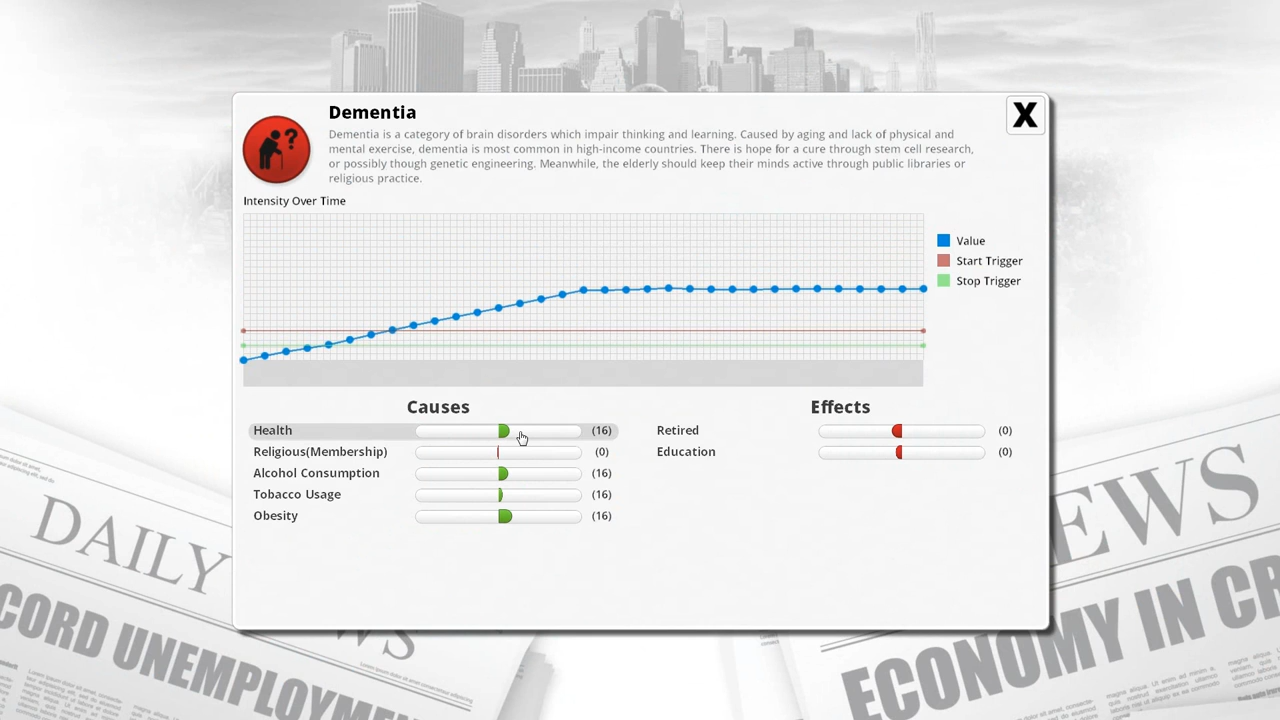 Dementia
X
Dementia is a category of brain disorders which impair thinking and learning. Caused by aging and lack of physical and
mental exercise, dementia is most common in high-income countries. There is hope for a cure through stem cell research,
or possibly though genetic engineering. Meanwhile, the elderly should keep their minds active through public libraries or
religious practice.
Intensity Over Time
Value
Start Trigger
Stop Trigger
Causes
Health (16)
Religious(Membership) (0)
Alcohol Consumption (16)
Tobacco Usage (16)
Obesity (16)
Effects
Retired (0)
Education (0)
DAILY
WS
CORD UNEMPLOYME
EWS
ECONOMY IN CR